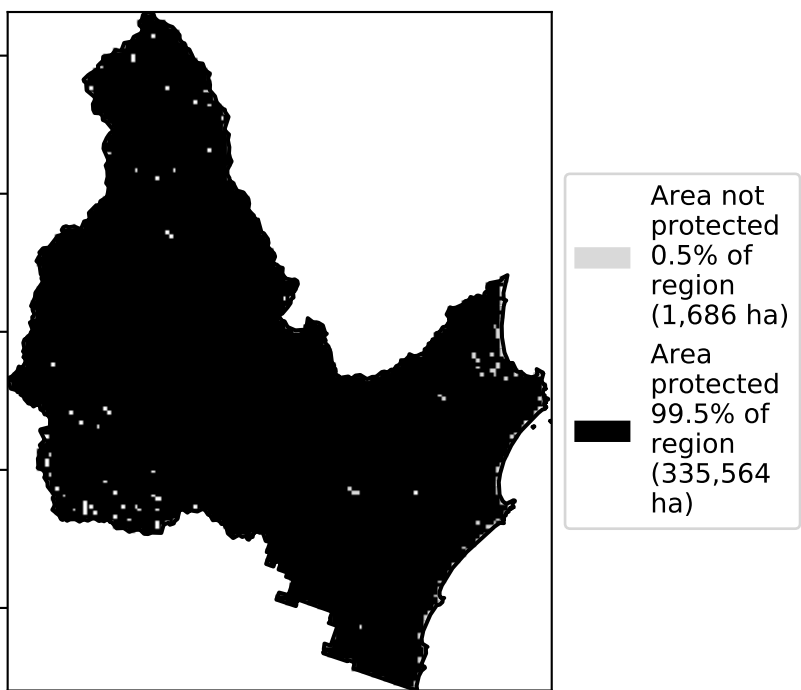 Area not
protected
0.5% of
region
(1,686 ha)
Area
protected
99.5% of
region
(335,564
ha)